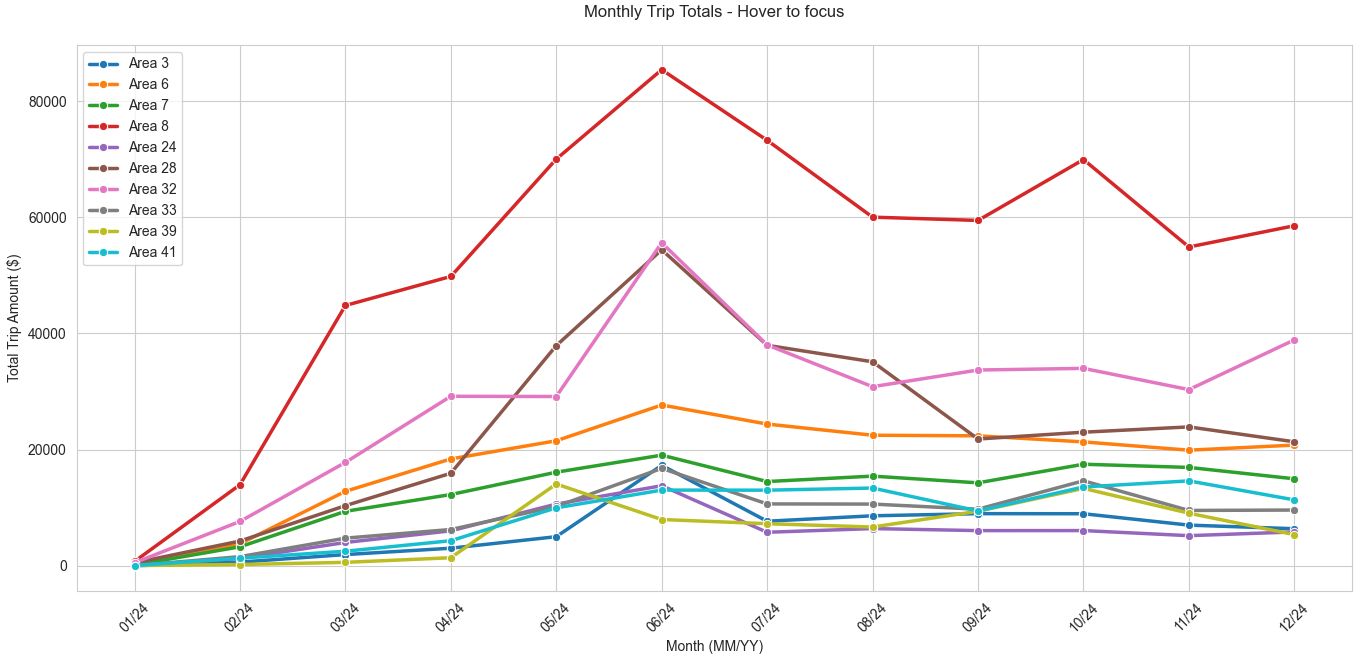 Monthly Trip Totals - Hover to focus
Area 3
Area 6
Area 7
Area 8
Area 24
Area 28
Area 32
Area 33
Area 39
Area 41
Total Trip Amount ($)
80000
60000
40000
20000
0
01/24
02/24
03/24
04/24
05/24
06/24
07/24
08/24
09/24
10/24
11/24
12/24
Month (MM/YY)